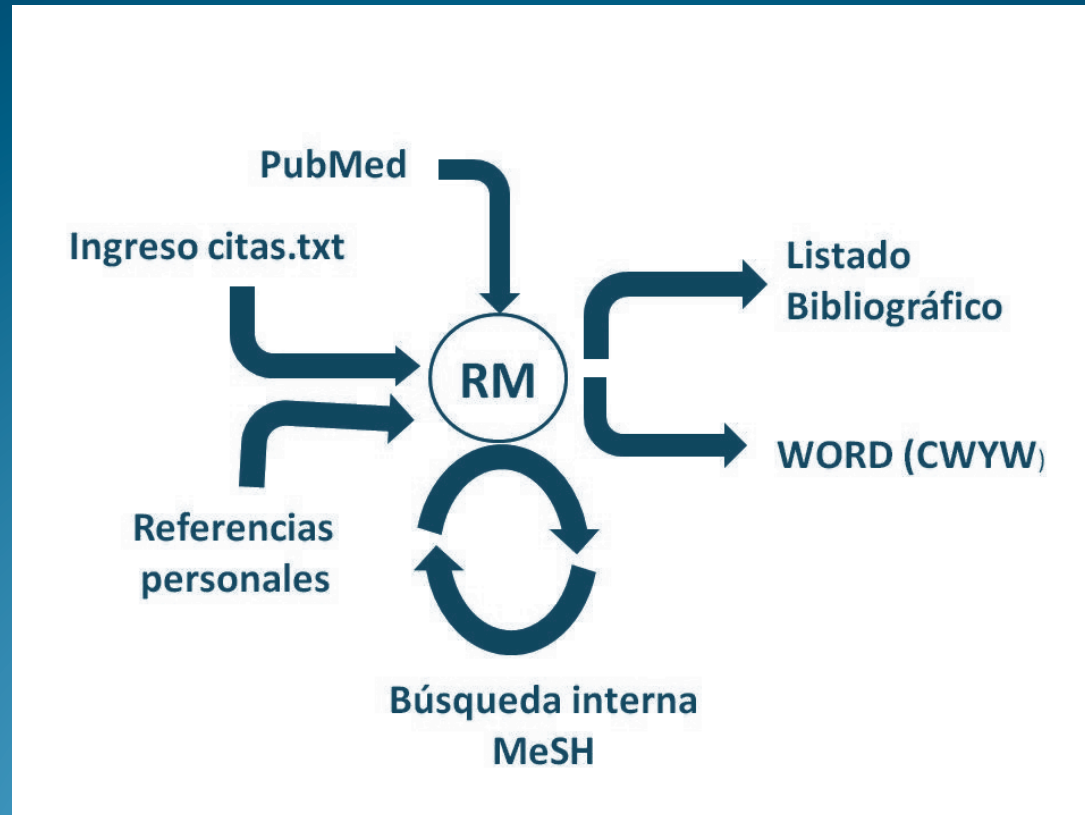 PubMed
Ingreso citas.txt
Listado
Bibliográfico
RM
WORD (CWYW)
Referencias
personales
Búsqueda interna
MeSH